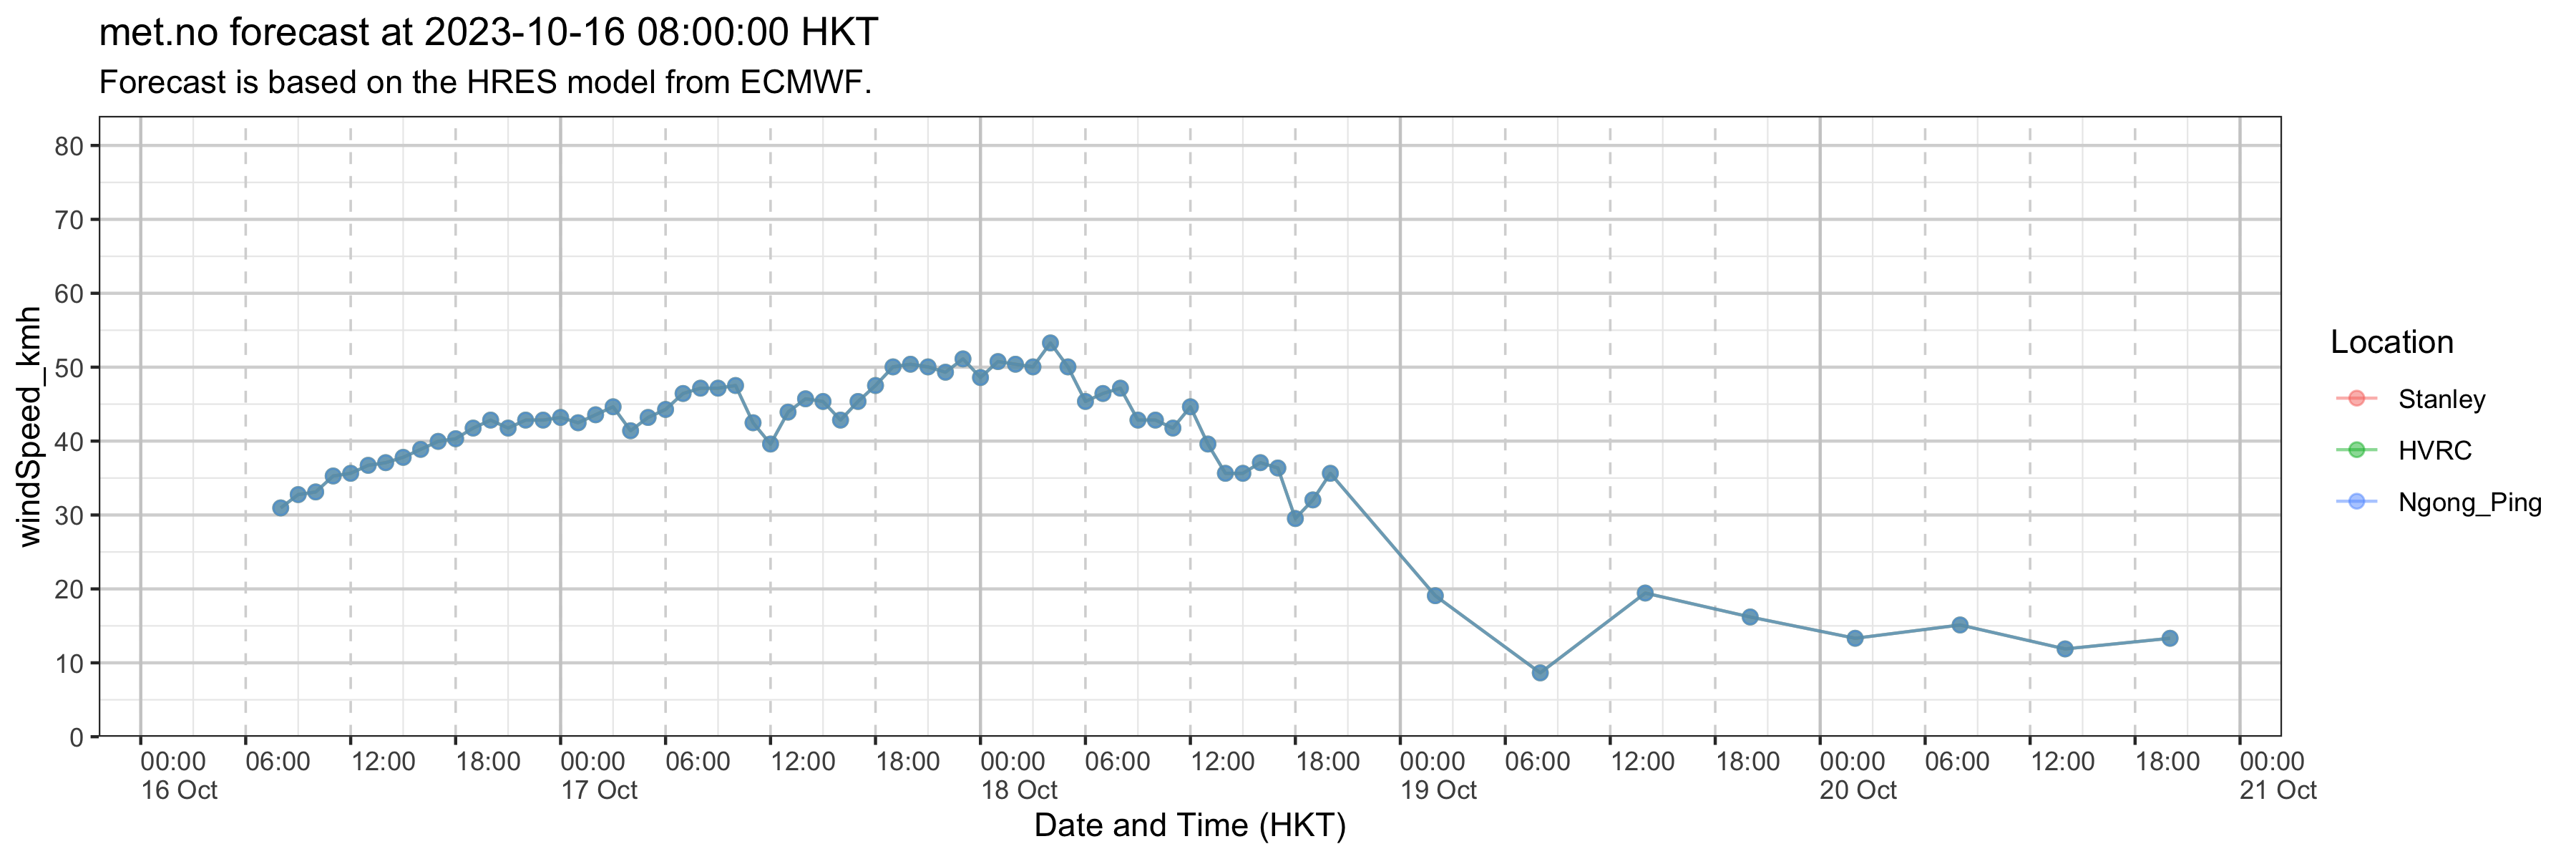 met.no forecast at 2023-10-16 08:00:00 HKT
Forecast is based on the HRES model from ECMWF.
windSpeed_kmh
80
70
60
50
40
30
20
10
0
00:00 06:00 12:00 18:00 00:00 06:00 12:00 18:00 00:00 06:00 12:00 18:00 00:00 06:00 12:00 18:00 00:00 06:00 12:00 18:00 00:00
16 Oct 17 Oct 18 Oct 19 Oct 20 Oct 21 Oct
Date and Time (HKT)
Location
Stanley
HVRC
Ngong_Ping